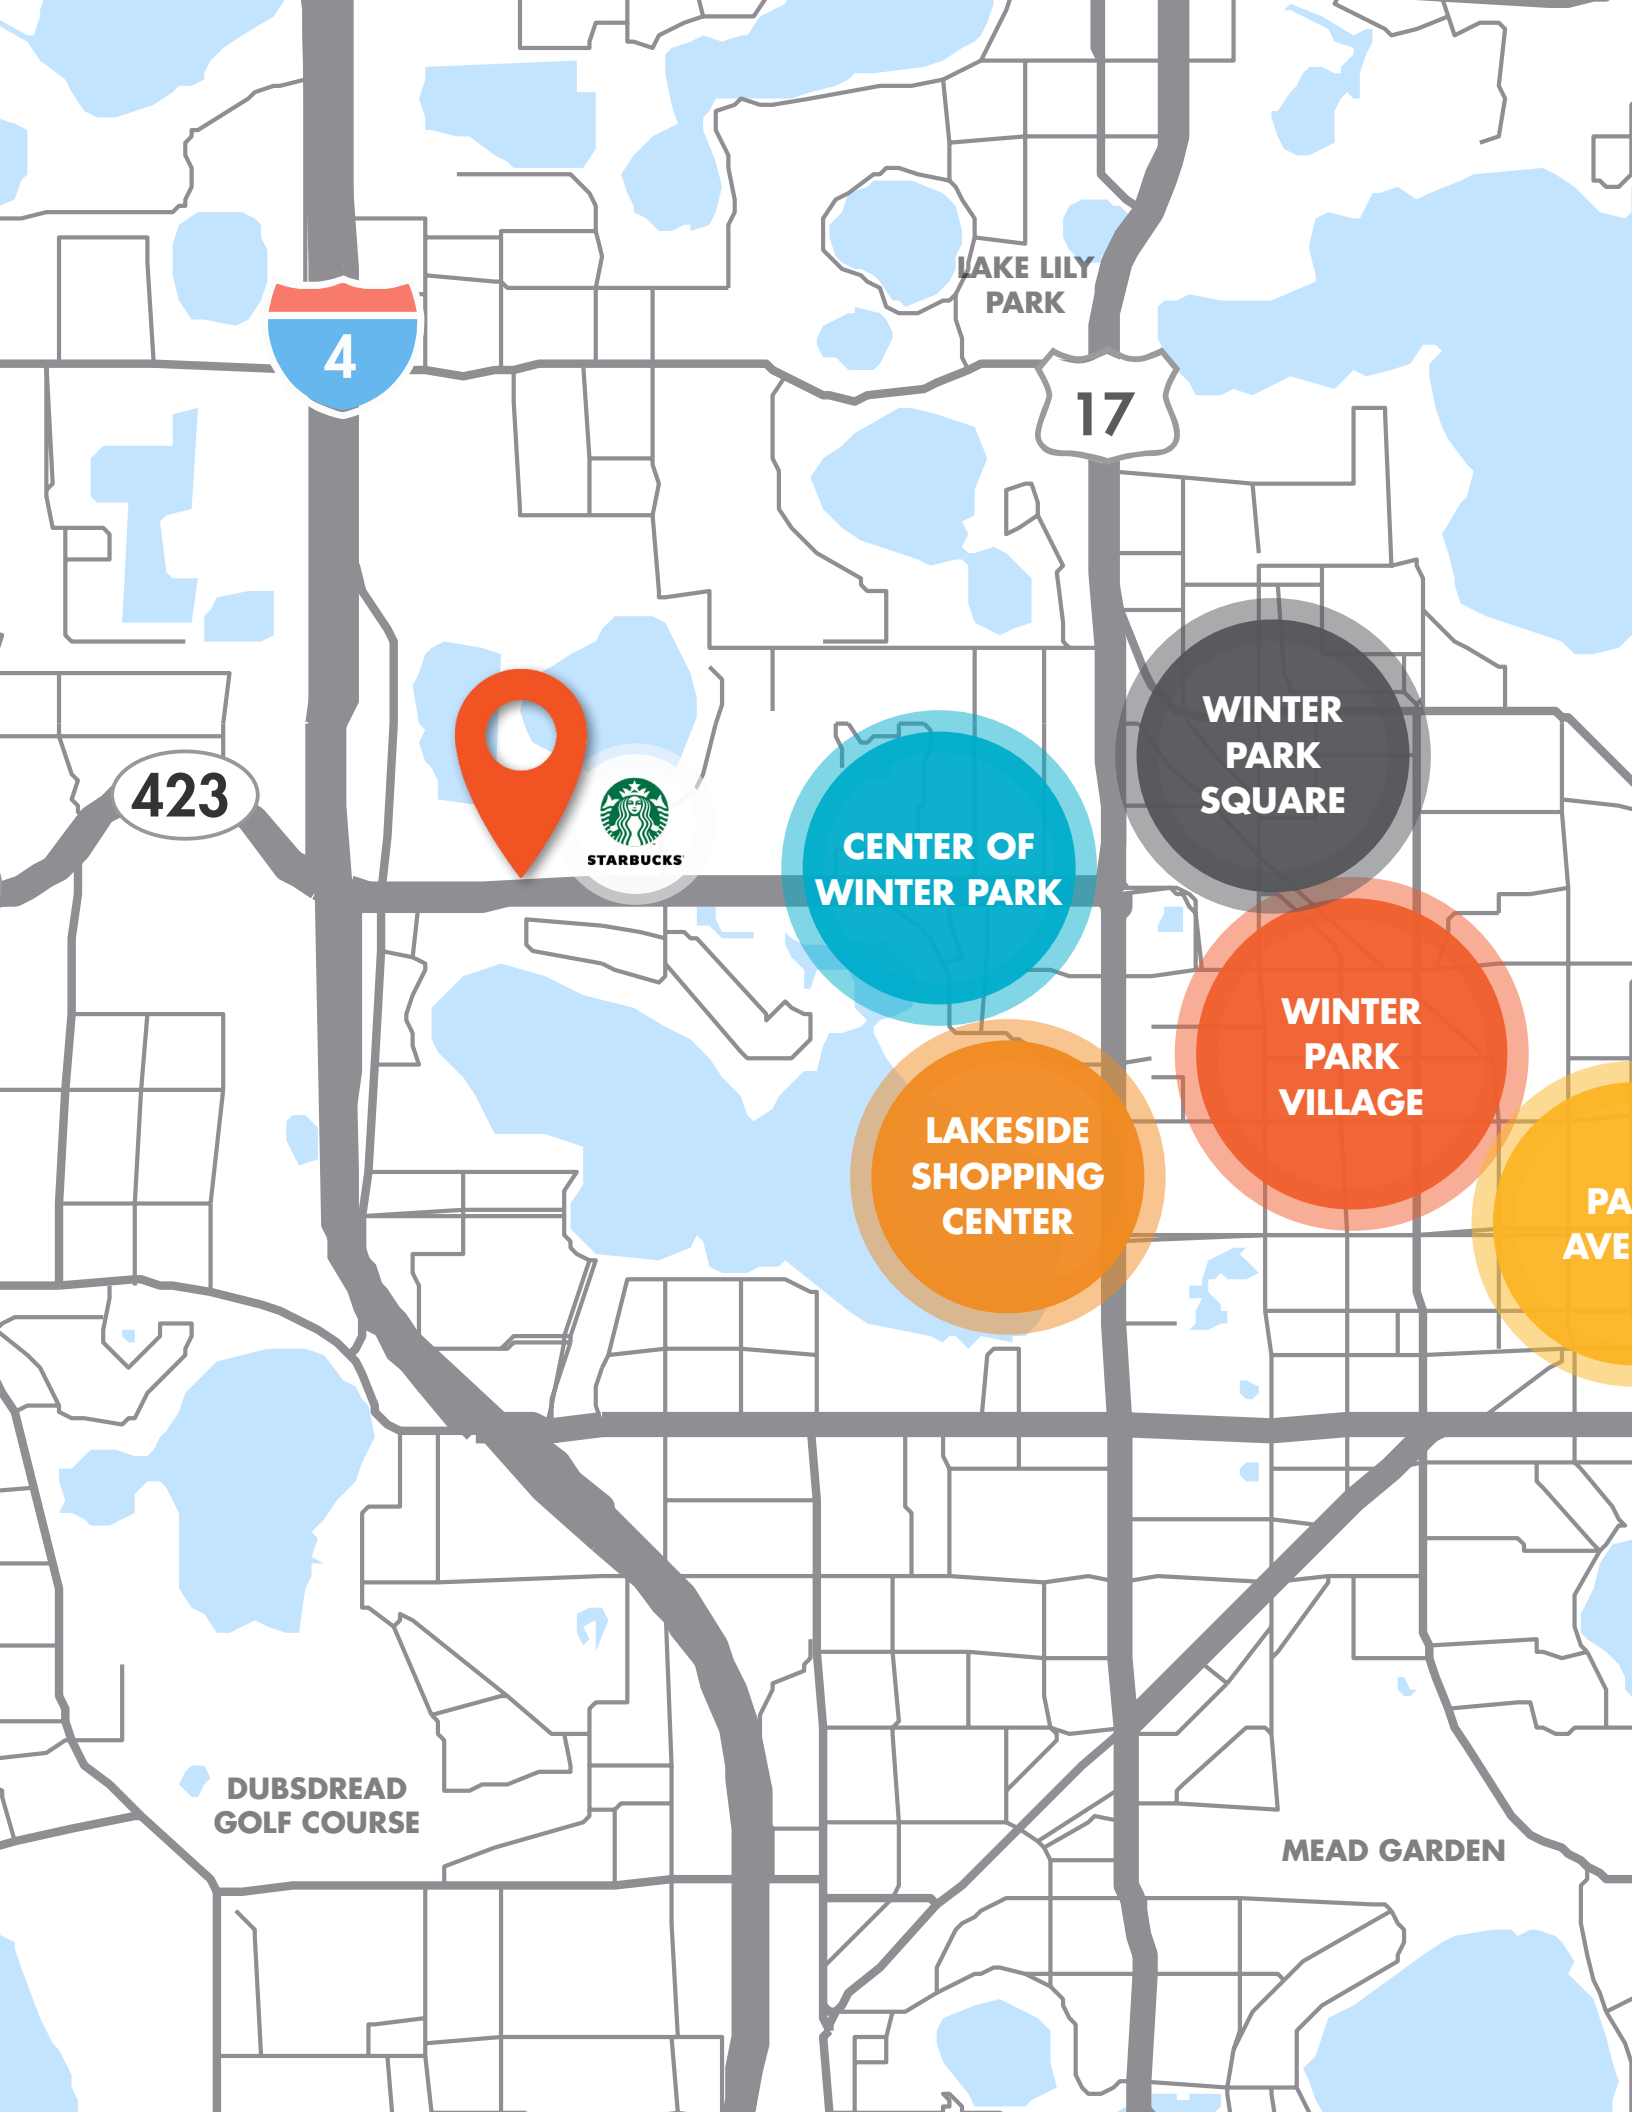 LAKE LILY
PARK
4
17
WINTER
PARK
SQUARE
423
STARBUCKS
CENTER OF
WINTER PARK
WINTER
PARK
VILLAGE
LAKESIDE
SHOPPING
CENTER
PA
AVE
DUBSDREAD
GOLF COURSE
MEAD GARDEN